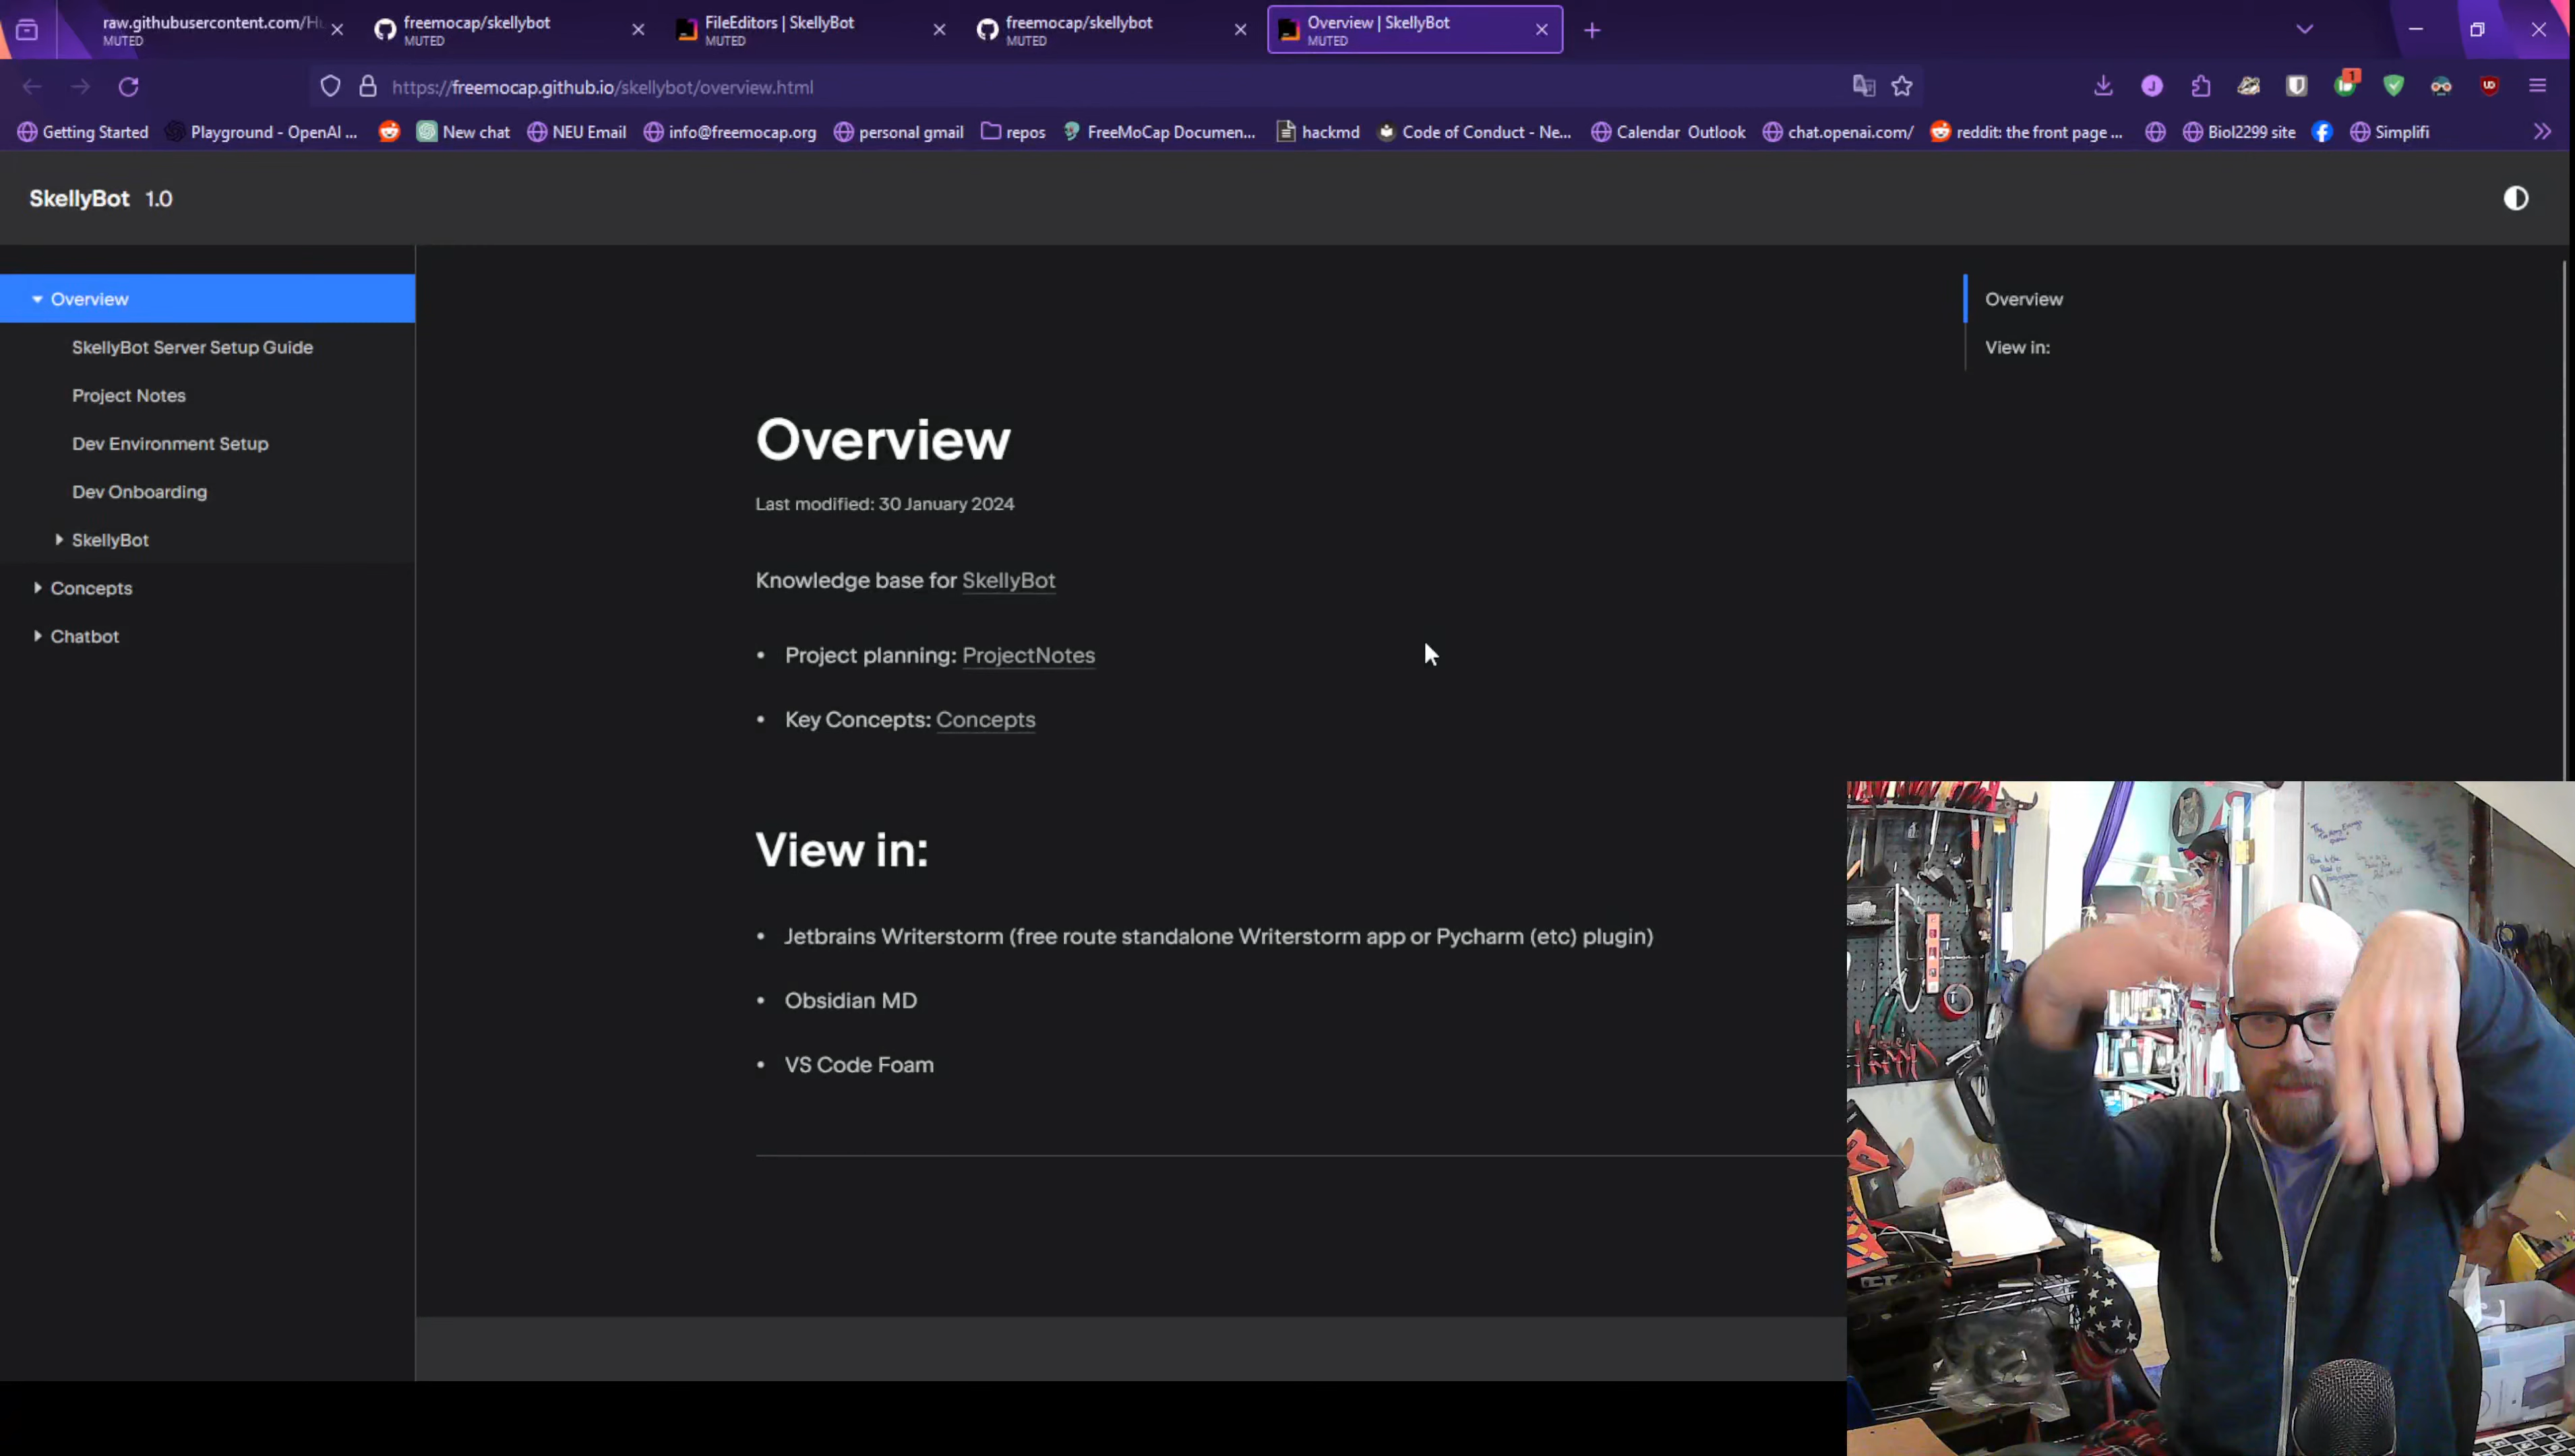 raw.githubusercontent.com/Hu
MUTED
freemocap/skellybot
MUTED
FileEditors | SkellyBot
MUTED
freemocap/skellybot
MUTED
Overview | SkellyBot
MUTED
https://freemocap.github.io/skellybot/overview.html
1
Getting Started
Playground - OpenAI ...
New chat
NEU Email
info@freemocap.org
personal gmail
repos
FreeMoCap Documen...
hackmd
Code of Conduct - Ne...
Calendar Outlook
chat.openai.com/
reddit: the front page ...
Biol2299 site
Simplifi
SkellyBot 1.0
Overview
SkellyBot Server Setup Guide
Project Notes
Dev Environment Setup
Dev Onboarding
SkellyBot
Concepts
Chatbot
Overview
Last modified: 30 January 2024
Knowledge base for SkellyBot
• Project planning: ProjectNotes
• Key Concepts: Concepts
View in:
• Jetbrains Writerstorm (free route standalone Writerstorm app or Pycharm (etc) plugin)
• Obsidian MD
• VS Code Foam
Overview
View in: